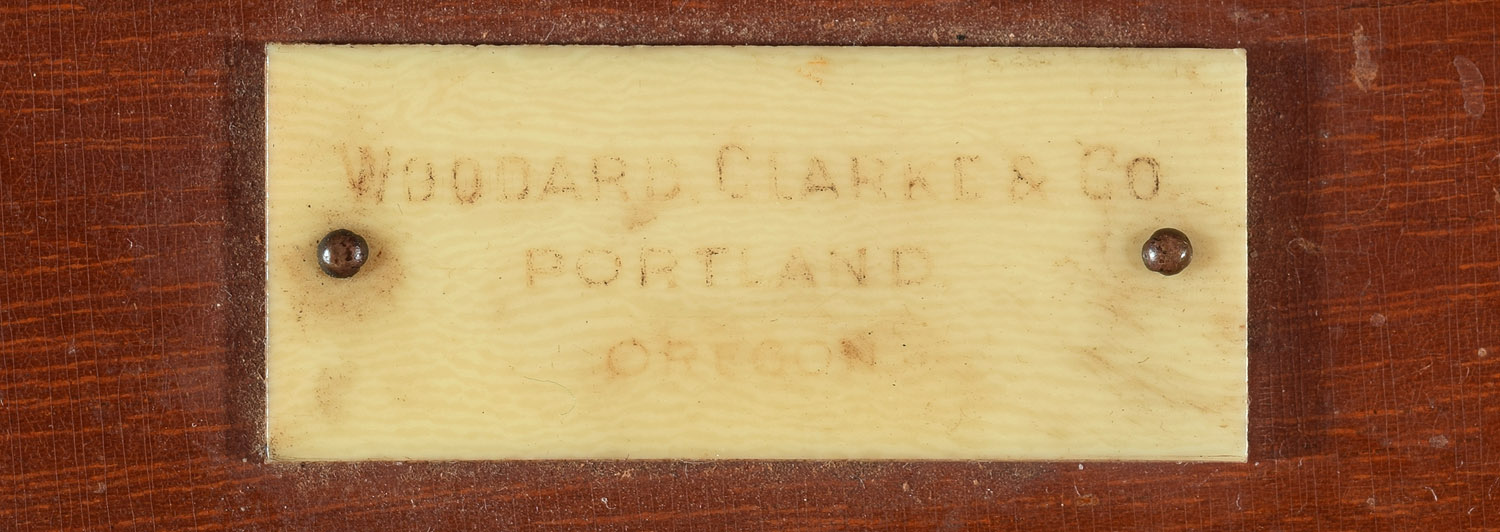 WOODARD CLARKE & CO
PORTLAND
OREGON